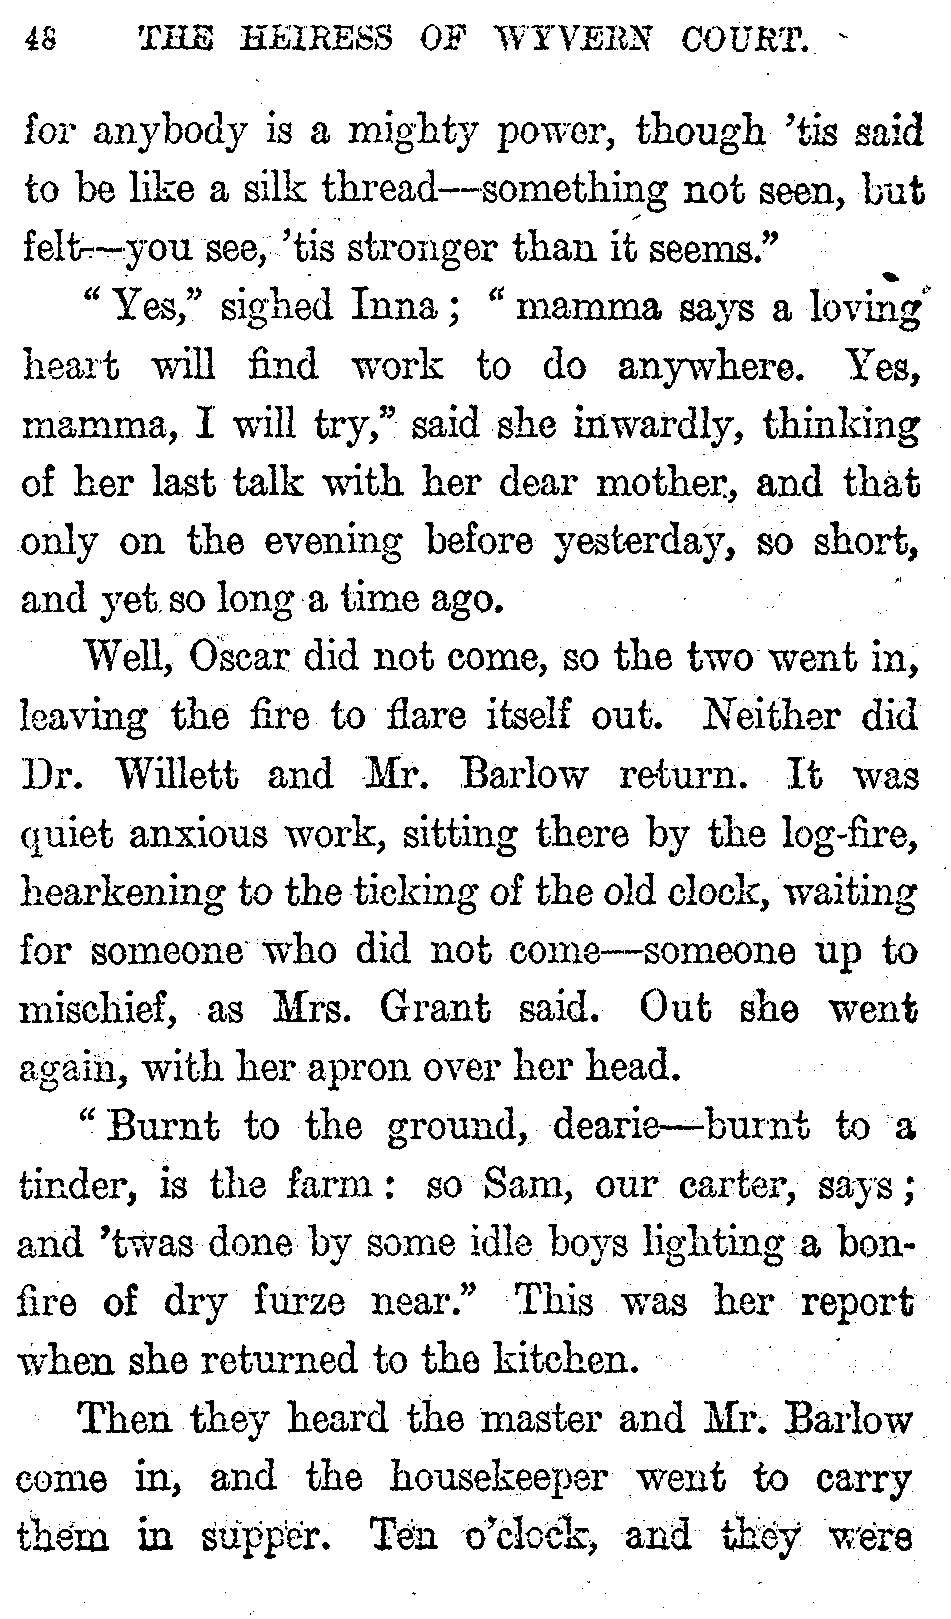 48 THE HEIRESS OF WYVERN COURT.
for anybody is a mighty power, though ’tis said
to be like a silk thread—something not seen, but
felt—you see, ’tis stronger than it seems.”
“Yes,” sighed Inna; “mamma says a loving
heart will find work to do anywhere. Yes,
mamma, I will try,” said she inwardly, thinking
of her last talk with her dear mother, and that
only on the evening before yesterday, so short,
and yet so long a time ago.
Well, Oscar did not come, so the two went in,
leaving the fire to flare itself out. Neither did
Dr. Willett and Mr. Barlow return. It was
quiet anxious work, sitting there by the log-fire,
hearkening to the ticking of the old clock, waiting
for someone who did not come—someone up to
mischief, as Mrs. Grant said. Out she went
again, with her apron over her head.
“Burnt to the ground, dearie—burnt to a
tinder, is the farm: so Sam, our carter, says;
and ’twas done by some idle boys lighting a bon-
fire of dry furze near.” This was her report
when she returned to the kitchen.
Then they heard the master and Mr. Barlow
come in, and the housekeeper went to carry
them in supper. Ten o’clock, and they were